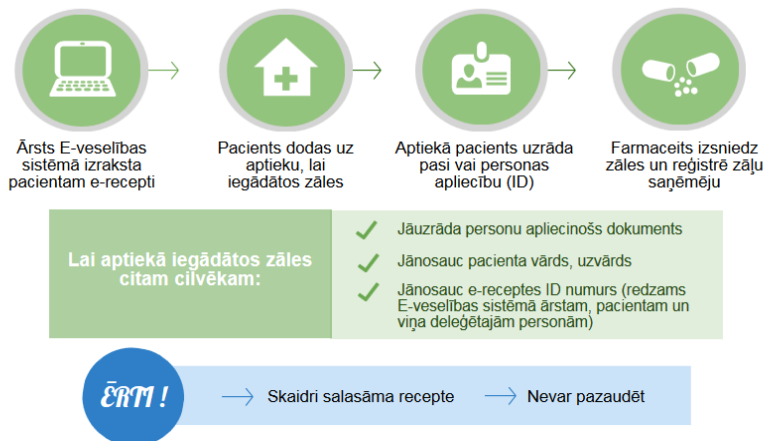 Ārsts E-veselības
sistēmā izraksta
pacientam e-recepti
Pacients dodas uz
aptieku, lai
iegādātos zāles
Aptiekā pacients uzrāda
pasi vai personas
apliecību (ID)
Farmaceits izsniedz
zāles un reģistrē zāļu
saņēmēju
Lai aptiekā iegādātos zāles
citam cilvēkam:
Jāuzrāda personu apliecinošs dokuments
Jānosauc pacienta vārds, uzvārds
Jānosauc e-receptes ID numurs (redzams
E-veselības sistēmā ārstam, pacientam un
viņa deleģētajām personām)
ĒRTI !
Skaidri salasāma recepte
Nevar pazaudēt